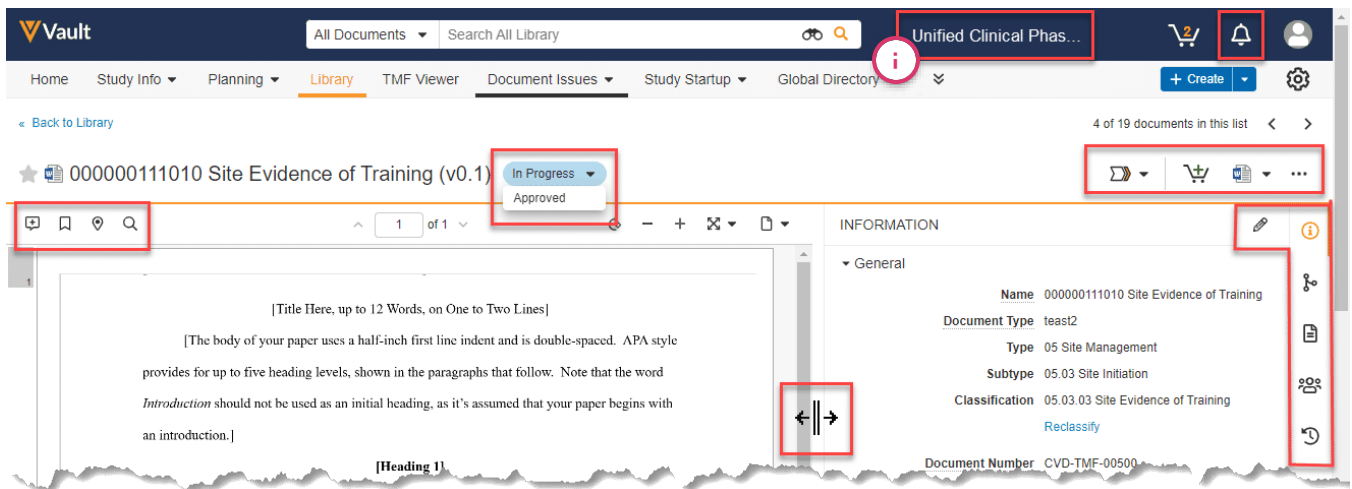 Vault
All Documents Search All Library
Unified Clinical Phas...
2
i
Home Study Info Planning Library TMF Viewer Document Issues Study Startup Global Directory
+ Create
« Back to Library
4 of 19 documents in this list
000000111010 Site Evidence of Training (v0.1)
In Progress
Approved
1 of 1
INFORMATION
General
1
[Title Here, up to 12 Words, on One to Two Lines]
[The body of your paper uses a half-inch first line indent and is double-spaced. APA style
provides for up to five heading levels, shown in the paragraphs that follow. Note that the word
Introduction should not be used as an initial heading, as it's assumed that your paper begins with
an introduction.]
[Heading 1]
Name 000000111010 Site Evidence of Training
Document Type teast2
Type 05 Site Management
Subtype 05.03 Site Initiation
Classification 05.03.03 Site Evidence of Training
Reclassify
Document Number CVD-TMF-00500